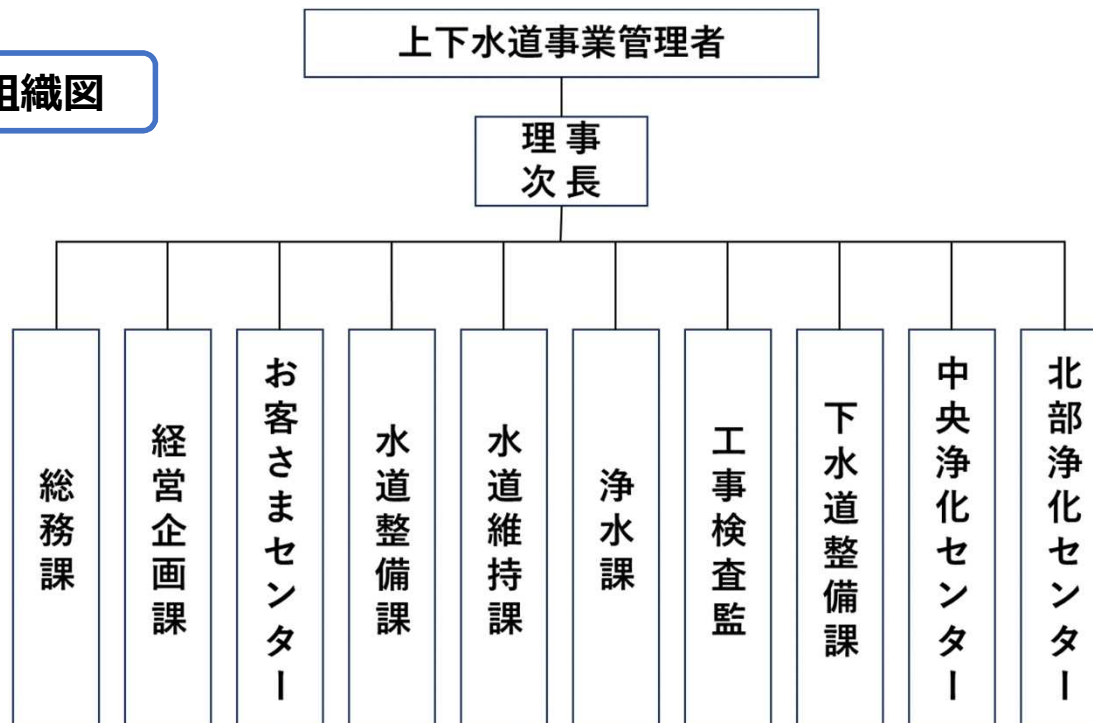 上下水道事業管理者
組織図
理事
次長
総務課
経営企画課
お客さまセンター
水道整備課
水道維持課
浄水課
工事検査監
下水道整備課
中央浄化センター
北部浄化センター